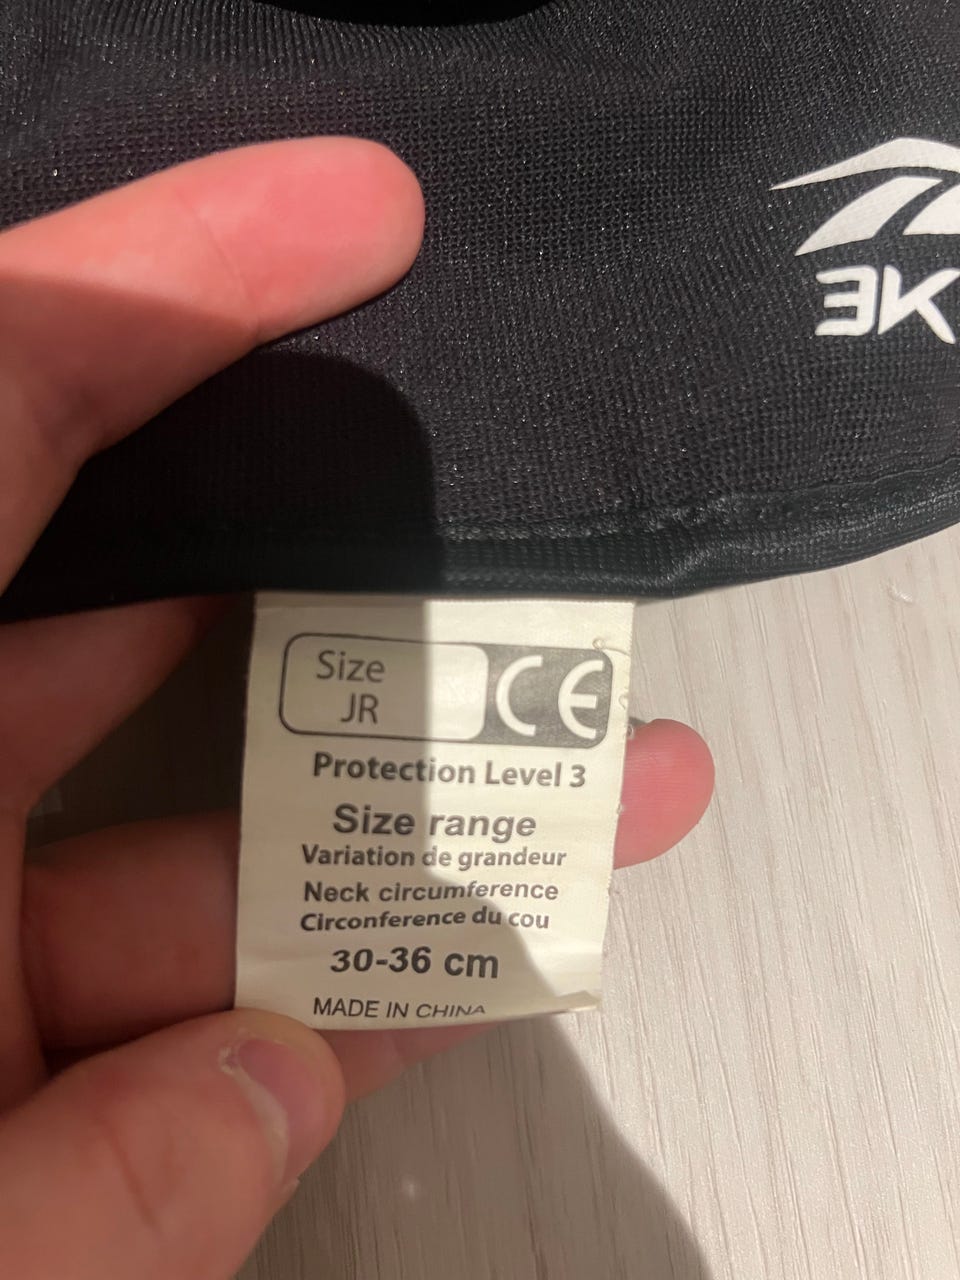 3K
Size
JR
CE
Protection Level 3
Size range
Variation de grandeur
Neck circumference
Circonference du cou
30-36 cm
MADE IN CHINA